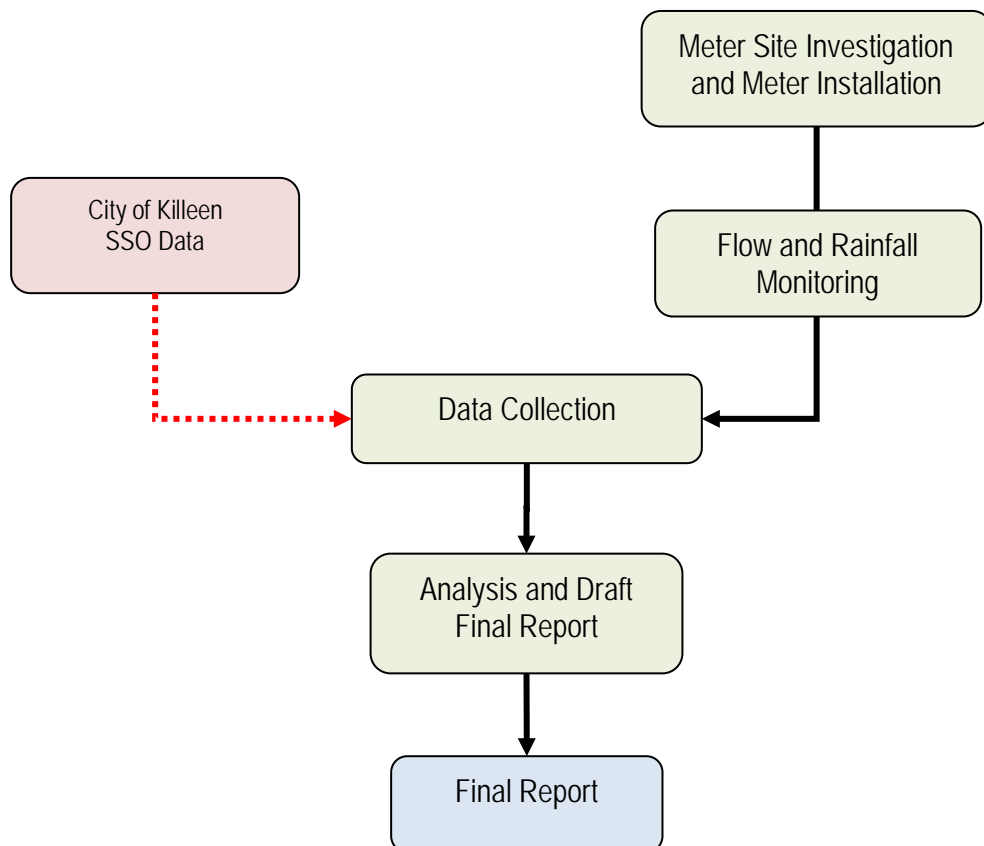 Meter Site Investigation
and Meter Installation
City of Killeen
SSO Data
Flow and Rainfall
Monitoring
Data Collection
Analysis and Draft
Final Report
Final Report